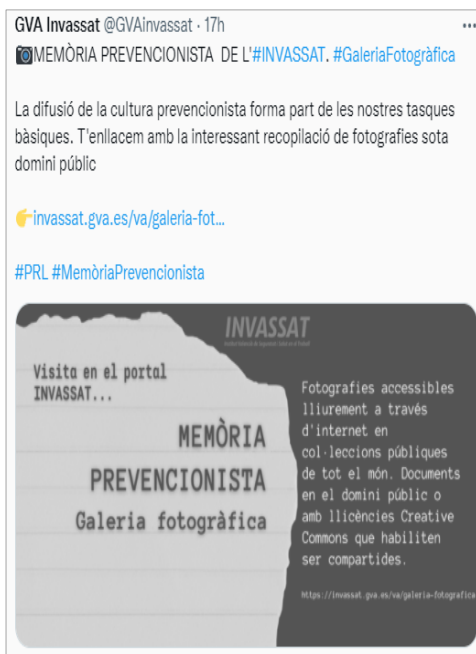 GVA Invassat @GVAinvassat · 17h
📷MEMÒRIA PREVENCIONISTA DE L'#INVASSAT. #GaleriaFotogràfica
La difusió de la cultura prevencionista forma part de les nostres tasques
bàsiques. T'enllacem amb la interessant recopilació de fotografies sota
domini públic
👉invassat.gva.es/va/galeria-fot...
#PRL #MemòriaPrevencionista
INVASSAT
Visita en el portal
INVASSAT...
MEMÒRIA
PREVENCIONISTA
Galeria fotogràfica
Fotografies accessibles
lliurement a través
d'internet en
col·leccions públiques
de tot el món. Documents
en el domini públic o
amb llicències Creative
Commons que habiliten
ser compartides.
https://invassat.gva.es/va/galeria-fotografica